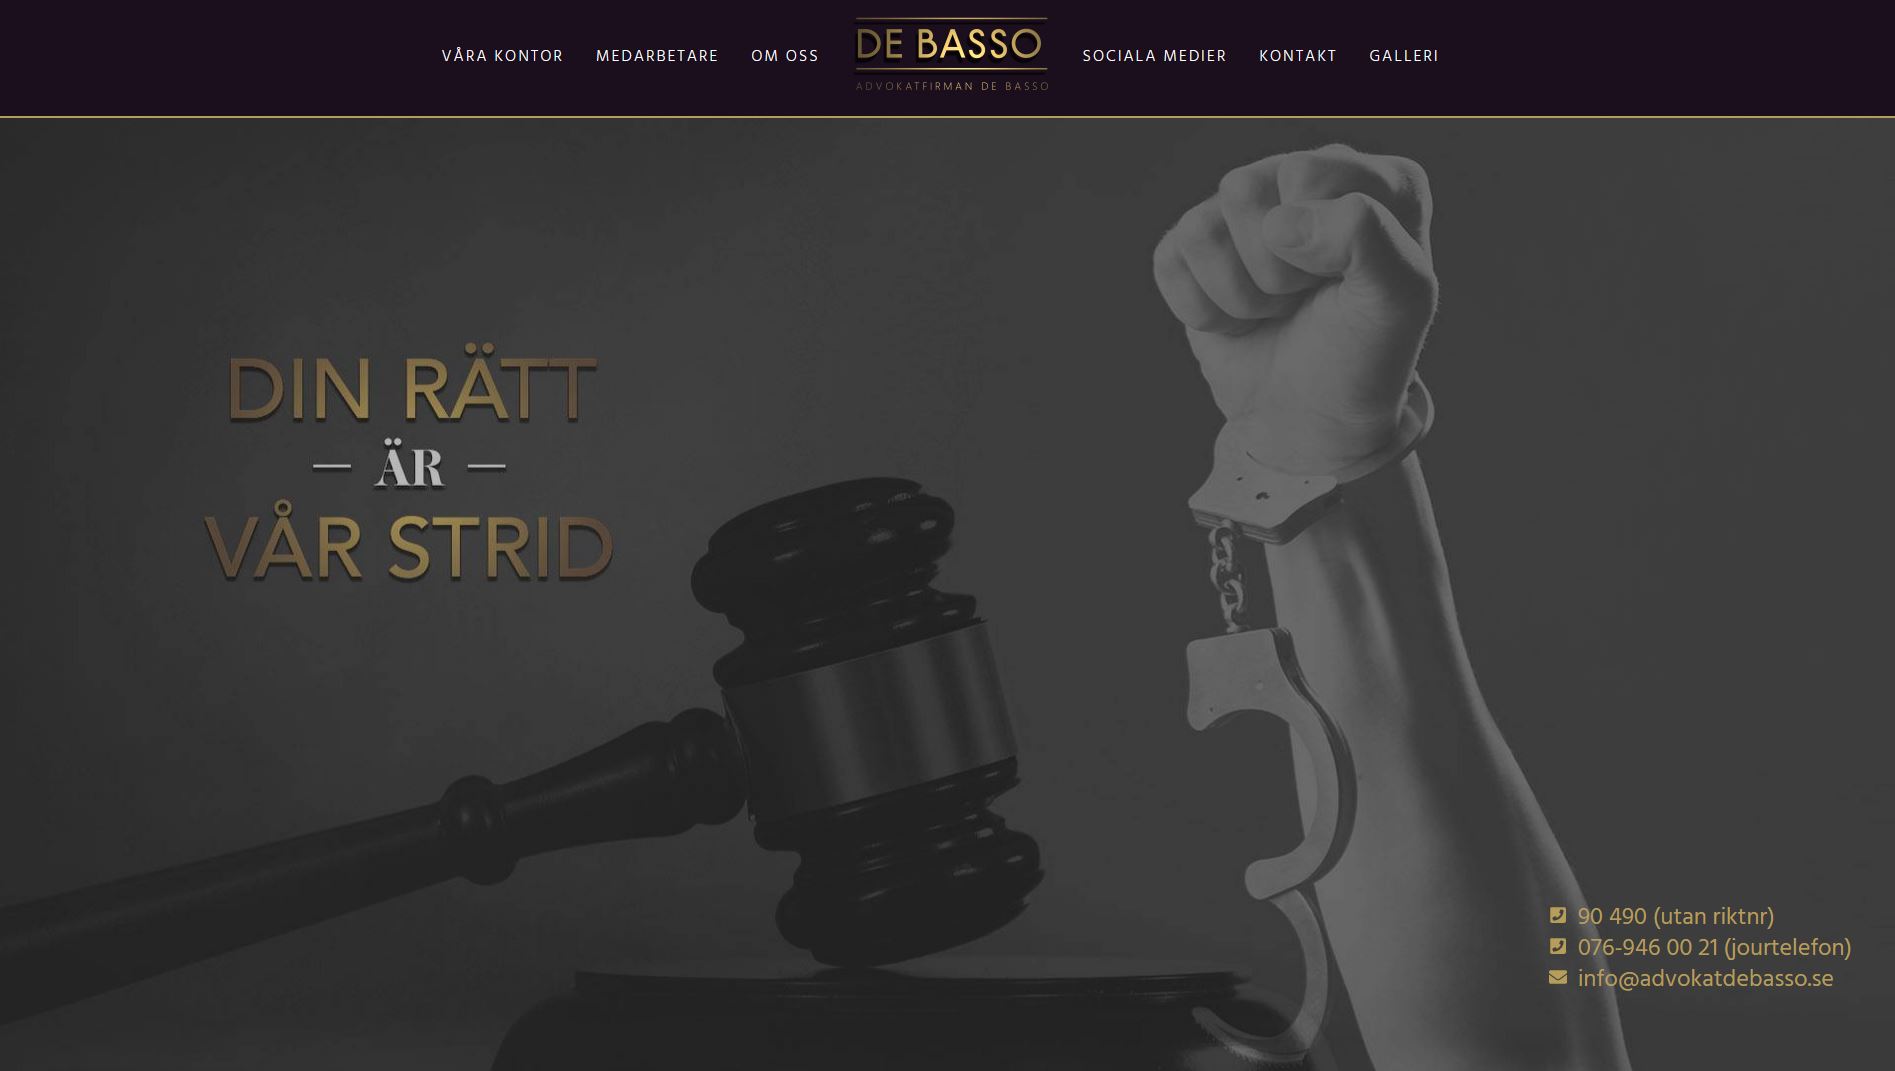 VÅRA KONTOR MEDARBETARE OM OSS DE BASSO SOCIALA MEDIER KONTAKT GALLERI
ADVOKATFIRMAN DE BASSO
DIN RÄTT
— ÄR —
VÅR STRID
90 490 (utan riktnr)
076-946 00 21 (jourtelefon)
info@advokatdebasso.se